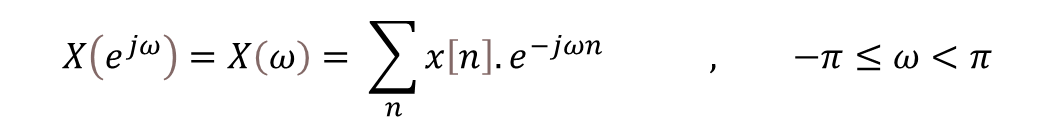 X(e^{jω}) = X(ω) = ∑_n x[n].e^{−jωn} , −π ≤ ω < π